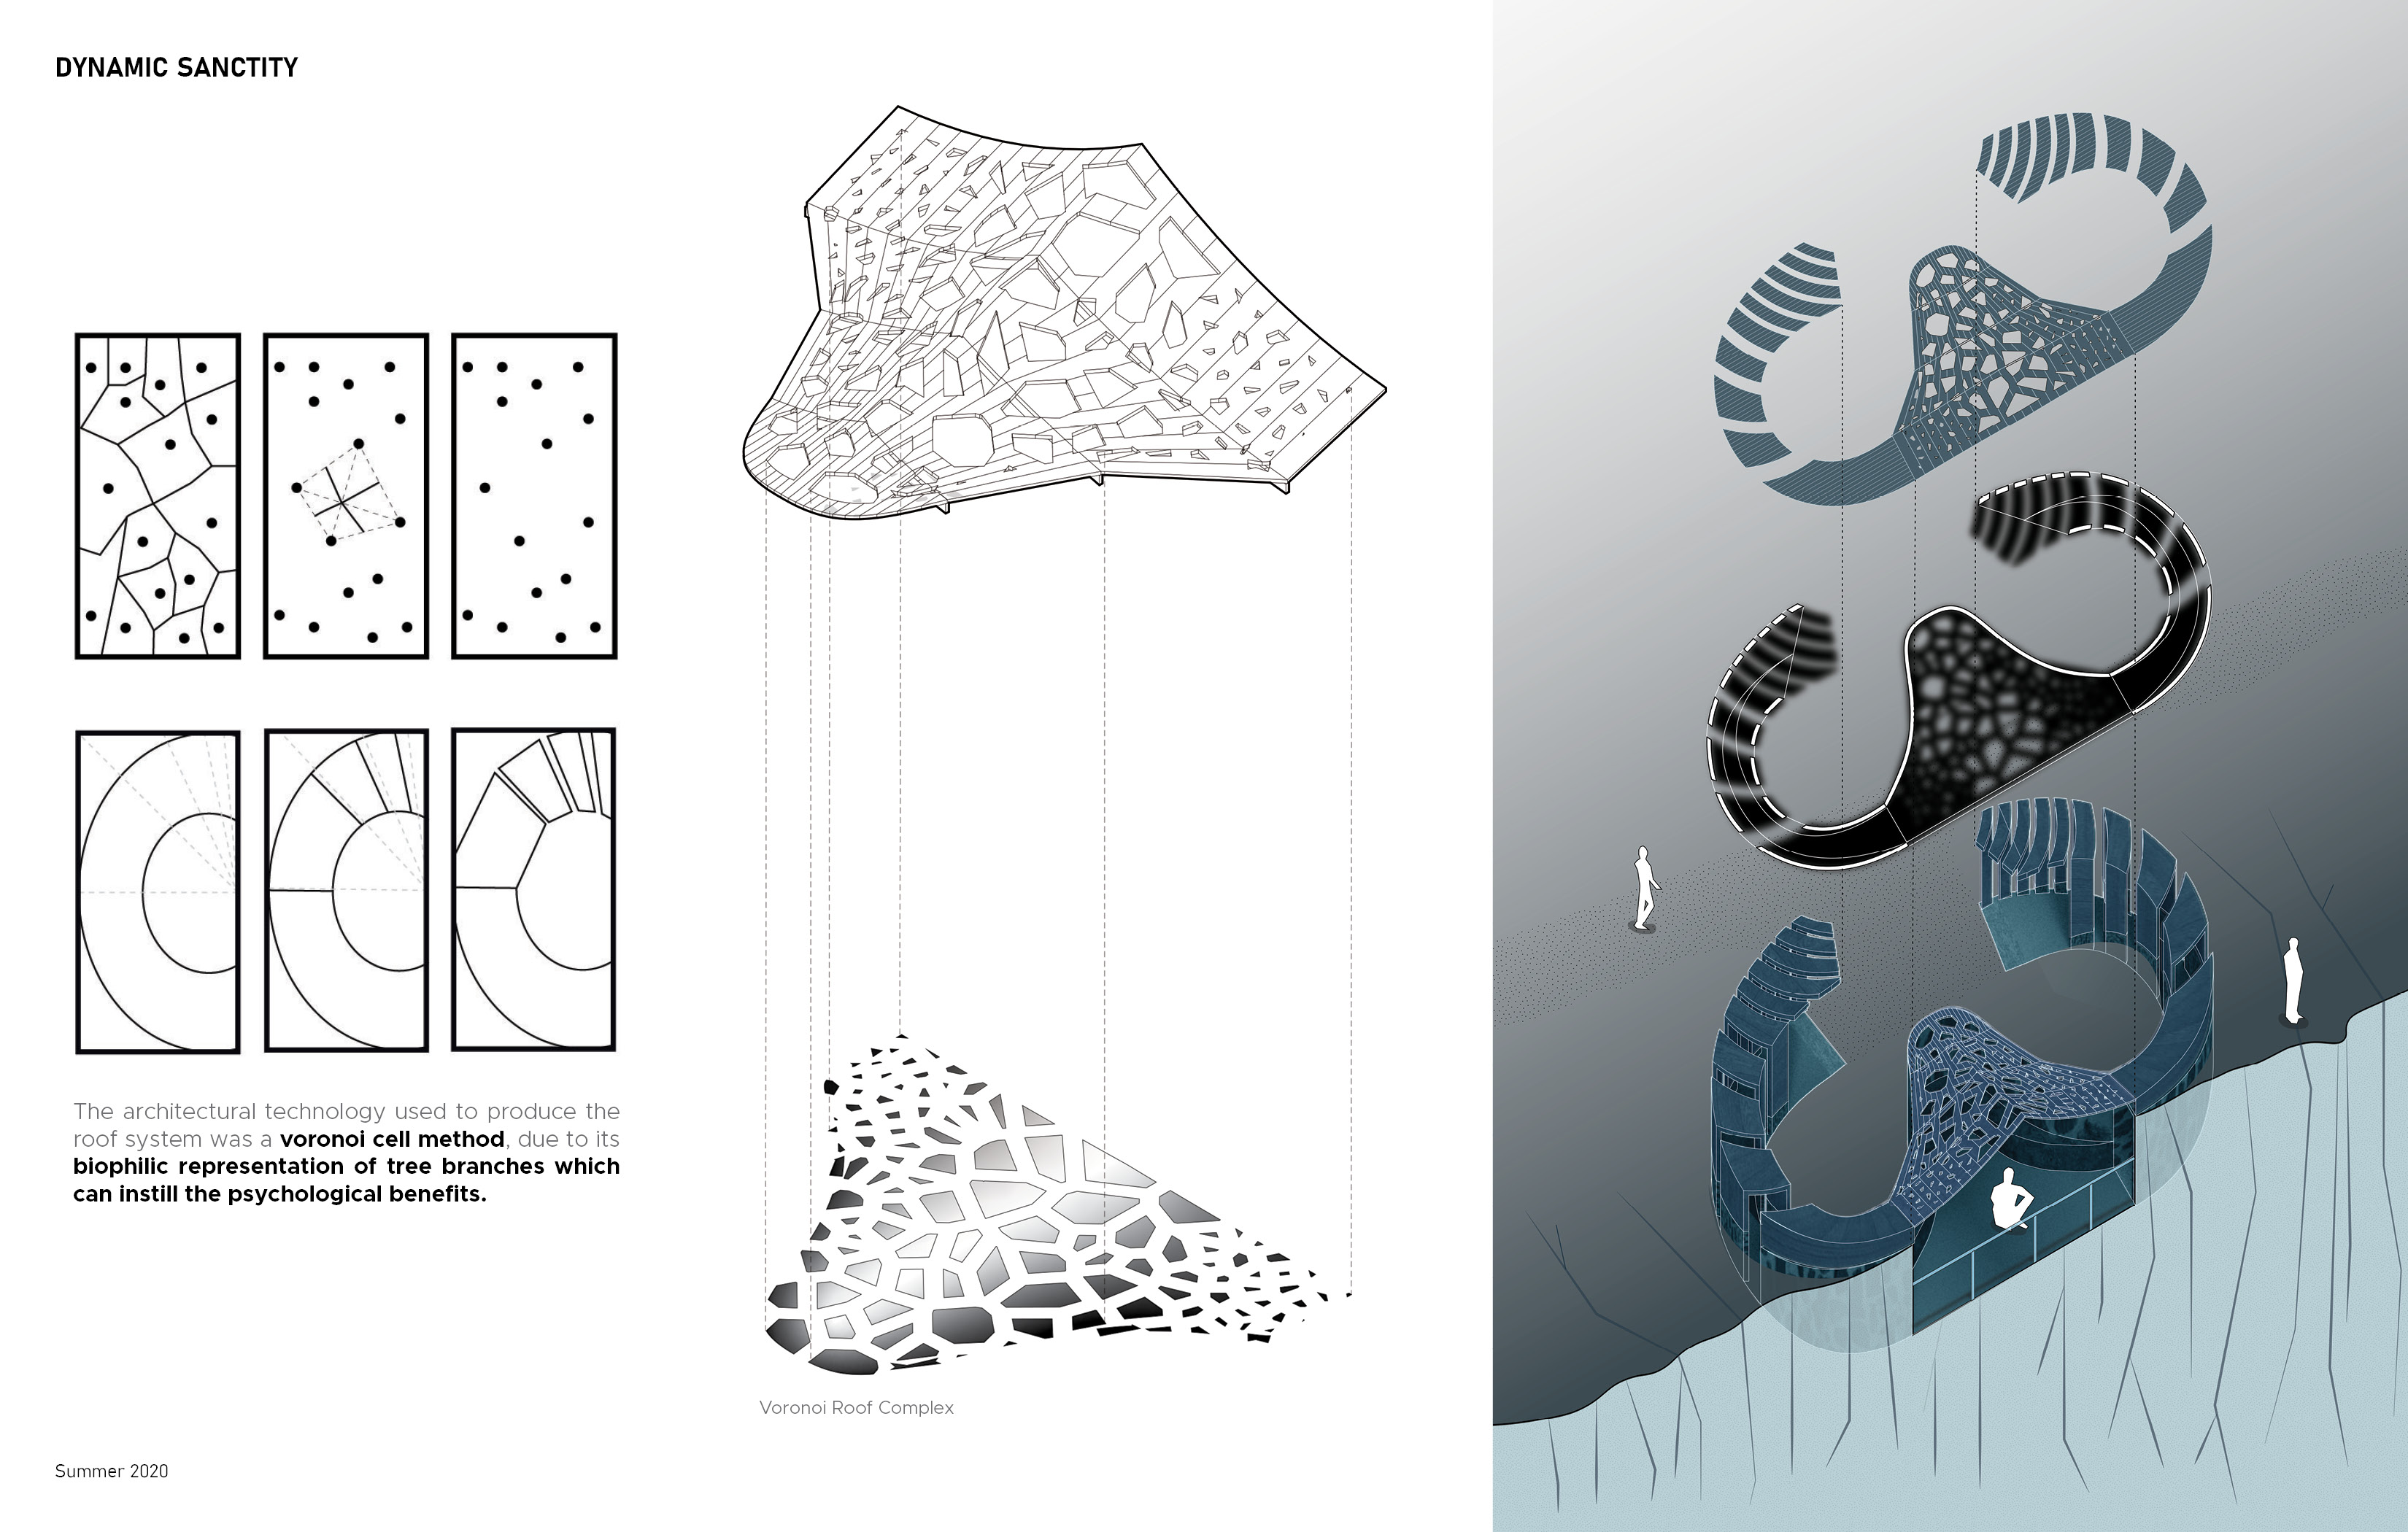 DYNAMIC SANCTITY
The architectural technology used to produce the
roof system was a voronoi cell method, due to its
biophilic representation of tree branches which
can instill the psychological benefits.
Voronoi Roof Complex
Summer 2020